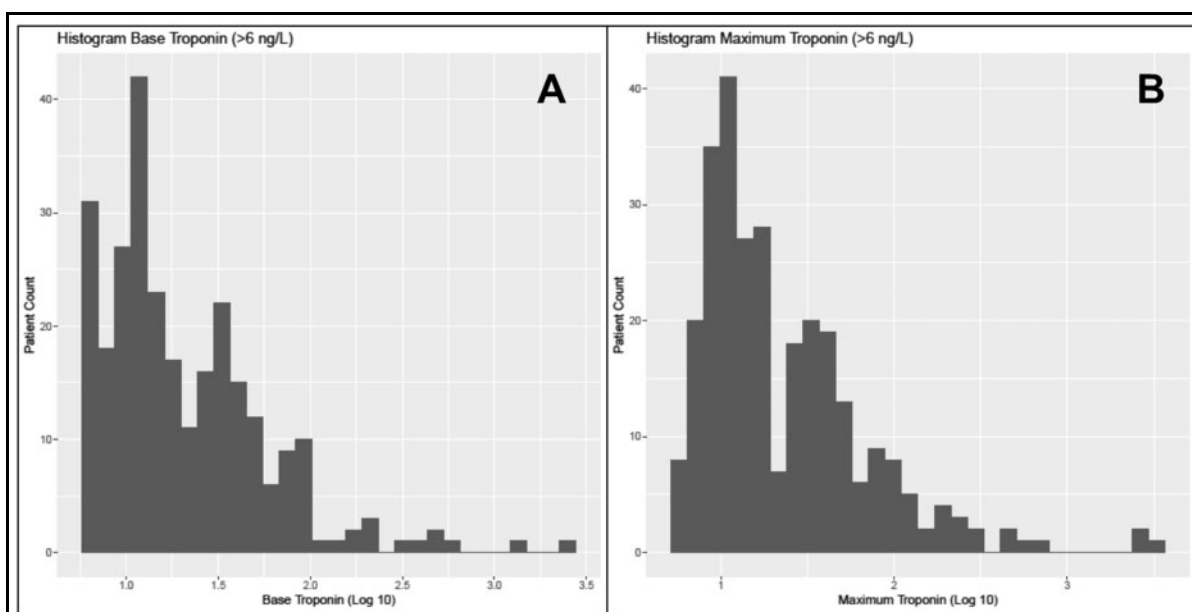 Histogram Base Troponin (>6 ng/L)
A
40
30
20
10
0
Patient Count
1.0 1.5 2.0 2.5 3.0 3.5
Base Troponin (Log 10)
Histogram Maximum Troponin (>6 ng/L)
B
40
30
20
10
0
Patient Count
1 2 3
Maximum Troponin (Log 10)